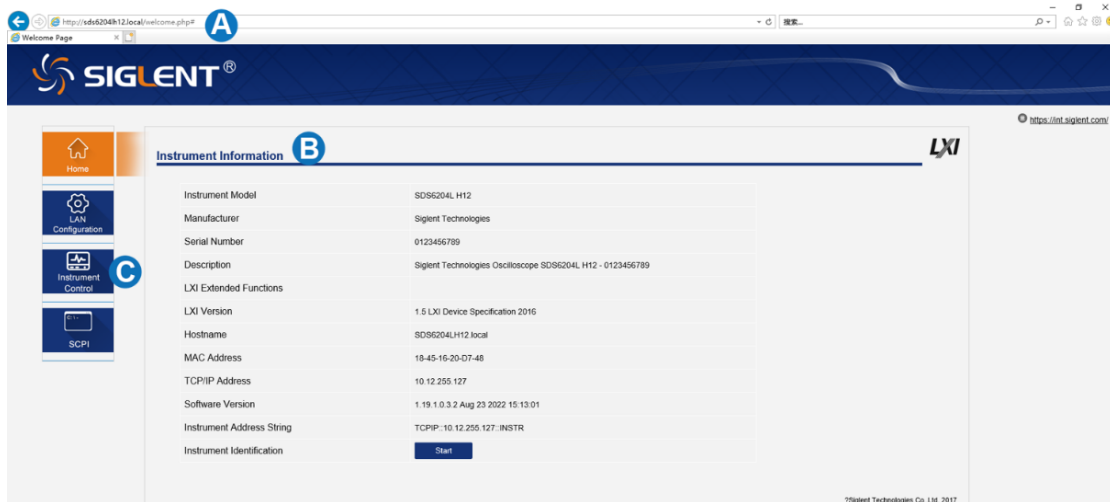 http://sds6204lh12.local/welcome.php#
A
搜索...
Welcome Page
SIGLENT®
https://int.siglent.com/
Home
LAN
Configuration
Instrument
Control
C
SCPI
Instrument Information
B
LXI
Instrument Model SDS6204L H12
Manufacturer Siglent Technologies
Serial Number 0123456789
Description Siglent Technologies Oscilloscope SDS6204L H12 - 0123456789
LXI Extended Functions
LXI Version 1.5 LXI Device Specification 2016
Hostname SDS6204LH12.local
MAC Address 18-45-16-20-D7-48
TCP/IP Address 10.12.255.127
Software Version 1.19.1.0.3.2 Aug 23 2022 15:13:01
Instrument Address String TCPIP::10.12.255.127::INSTR
Instrument Identification Start
?Siglent Technologies Co. Ltd. 2017